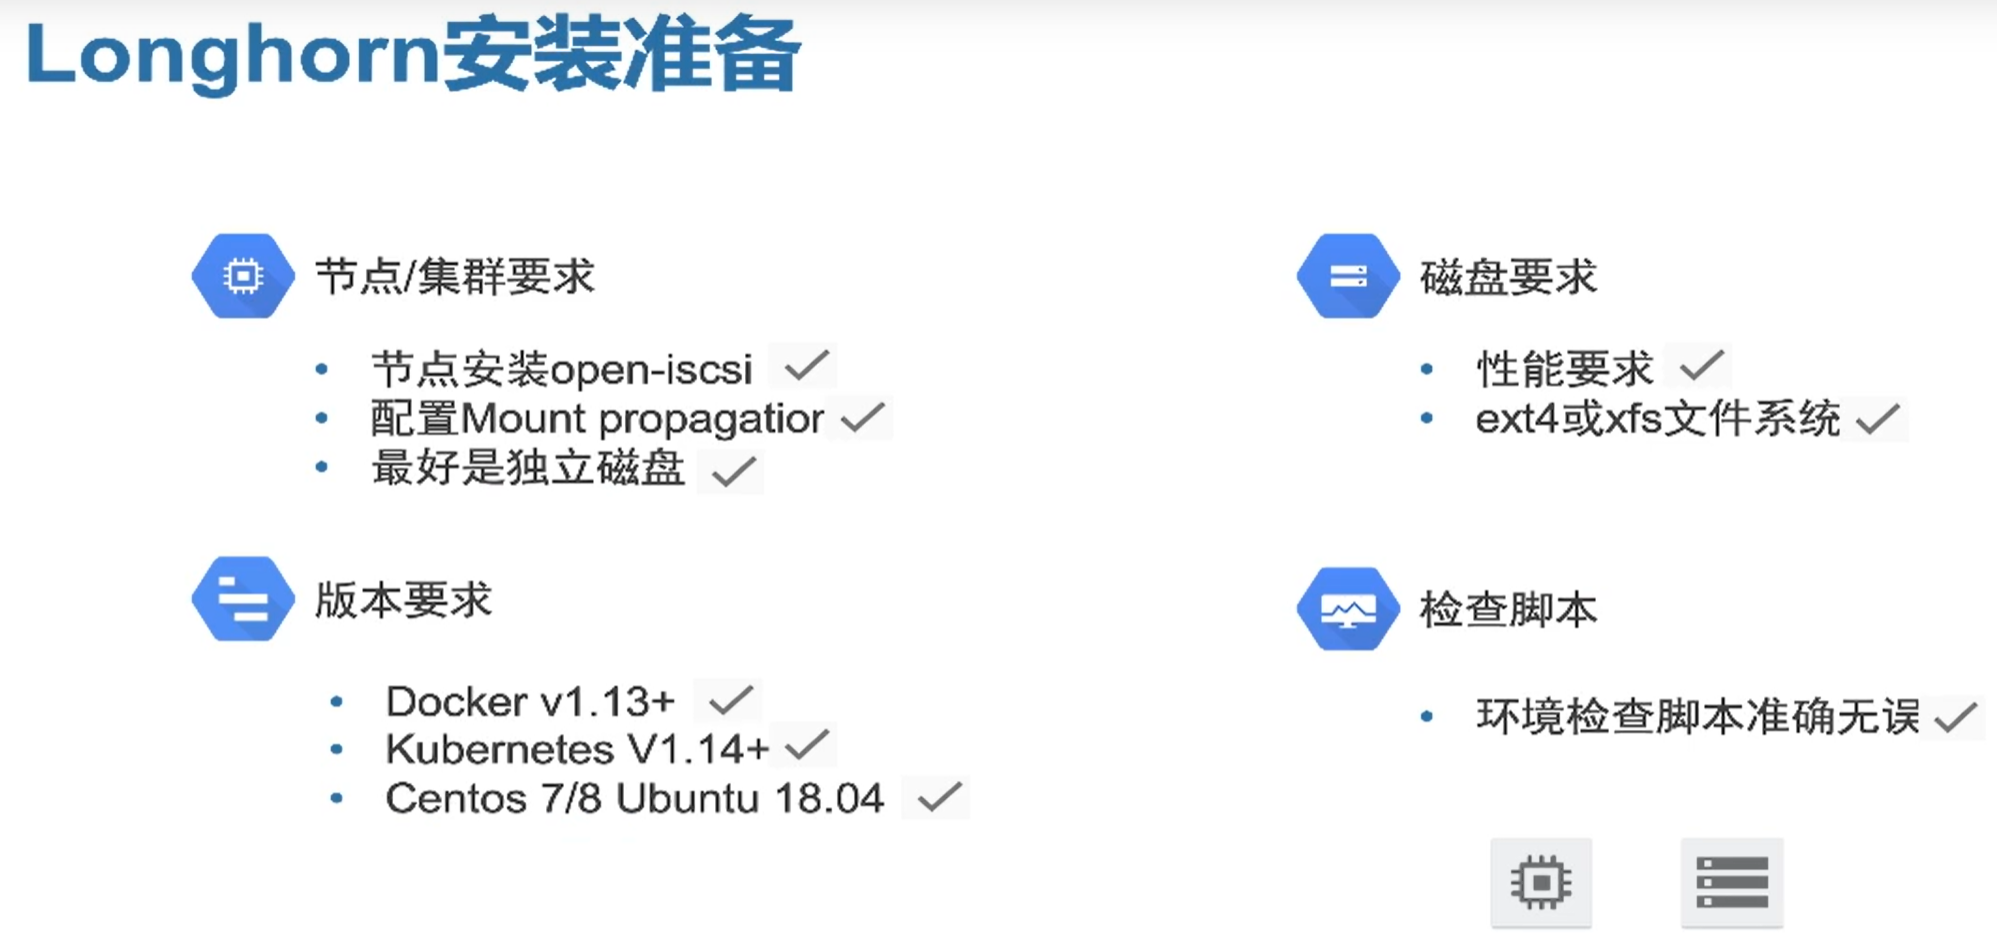 Longhorn安装准备
节点/集群要求
• 节点安装open-iscsi
• 配置Mount propagation
• 最好是独立磁盘
版本要求
• Docker v1.13+
• Kubernetes V1.14+
• Centos 7/8 Ubuntu 18.04
磁盘要求
• 性能要求
• ext4或xfs文件系统
检查脚本
• 环境检查脚本准确无误